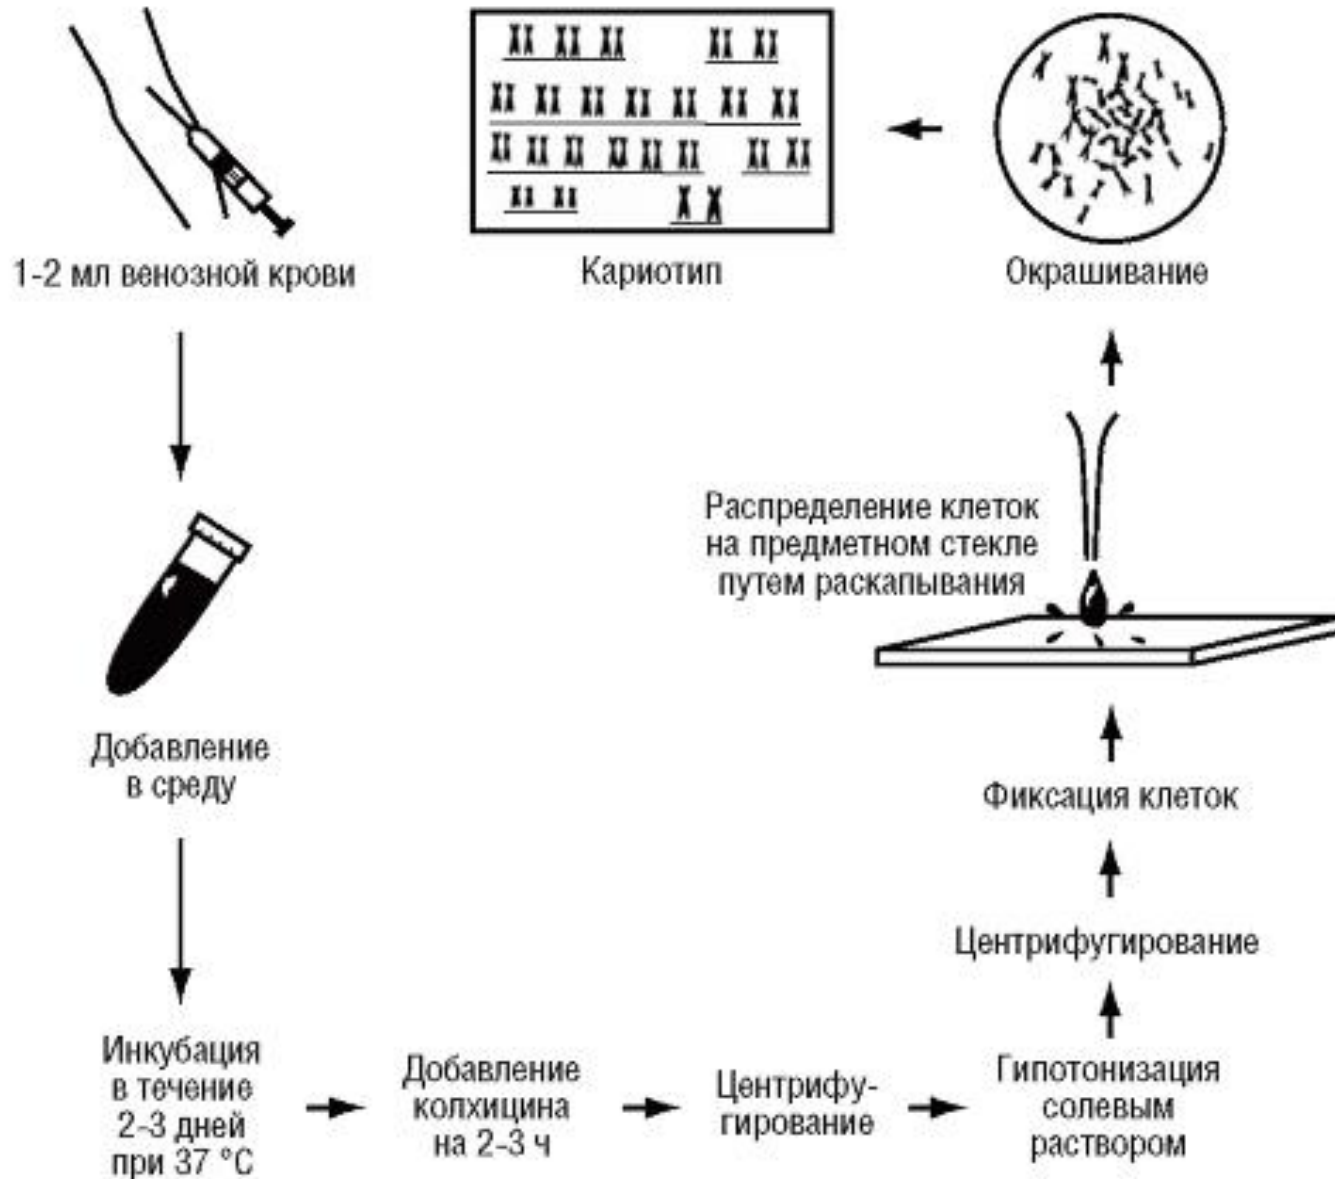 1-2 мл венозной крови
Добавление
в среду
Инкубация
в течение
2-3 дней
при 37 °C
Добавление
колхицина
на 2-3 ч
Центрифу-
гирование
Гипотонизация
солевым
раствором
Центрифугирование
Фиксация клеток
Распределение клеток
на предметном стекле
путем раскапывания
Окрашивание
Кариотип